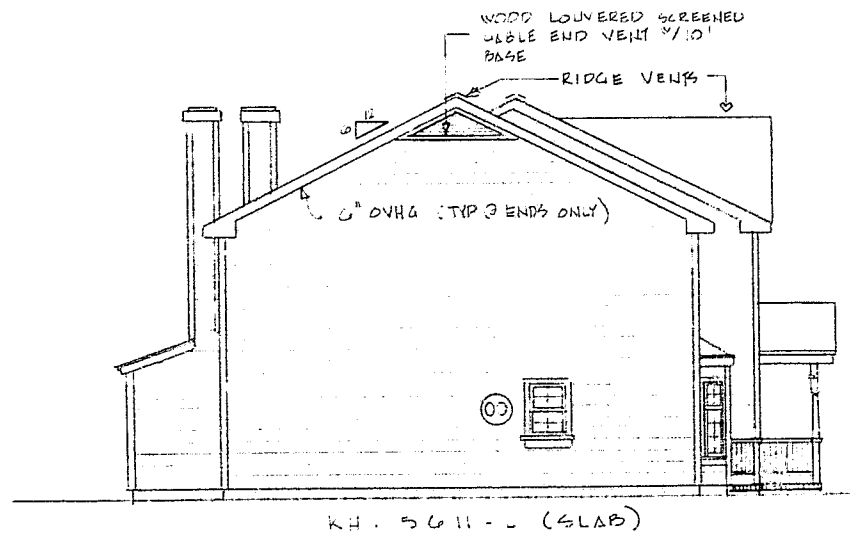 WOOD LOUVERED SCREENED
GABLE END VENT W/10'
BASE
RIDGE VENTS
12
6
6" OVHG (TYP @ ENDS ONLY)
KH. 5611- (SLAB)